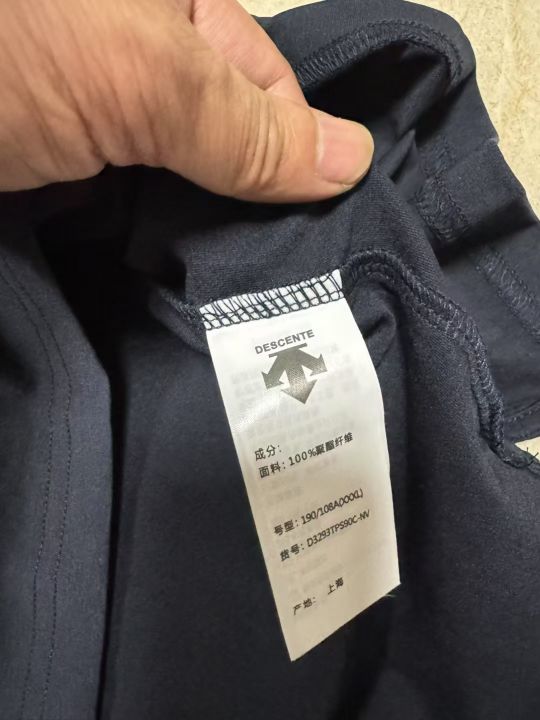 DESCENTE
成分:
面料: 100%聚酯纤维
号型: 190/108A(XXXL)
货号: D3293TPS90C-NV
产地: 上海